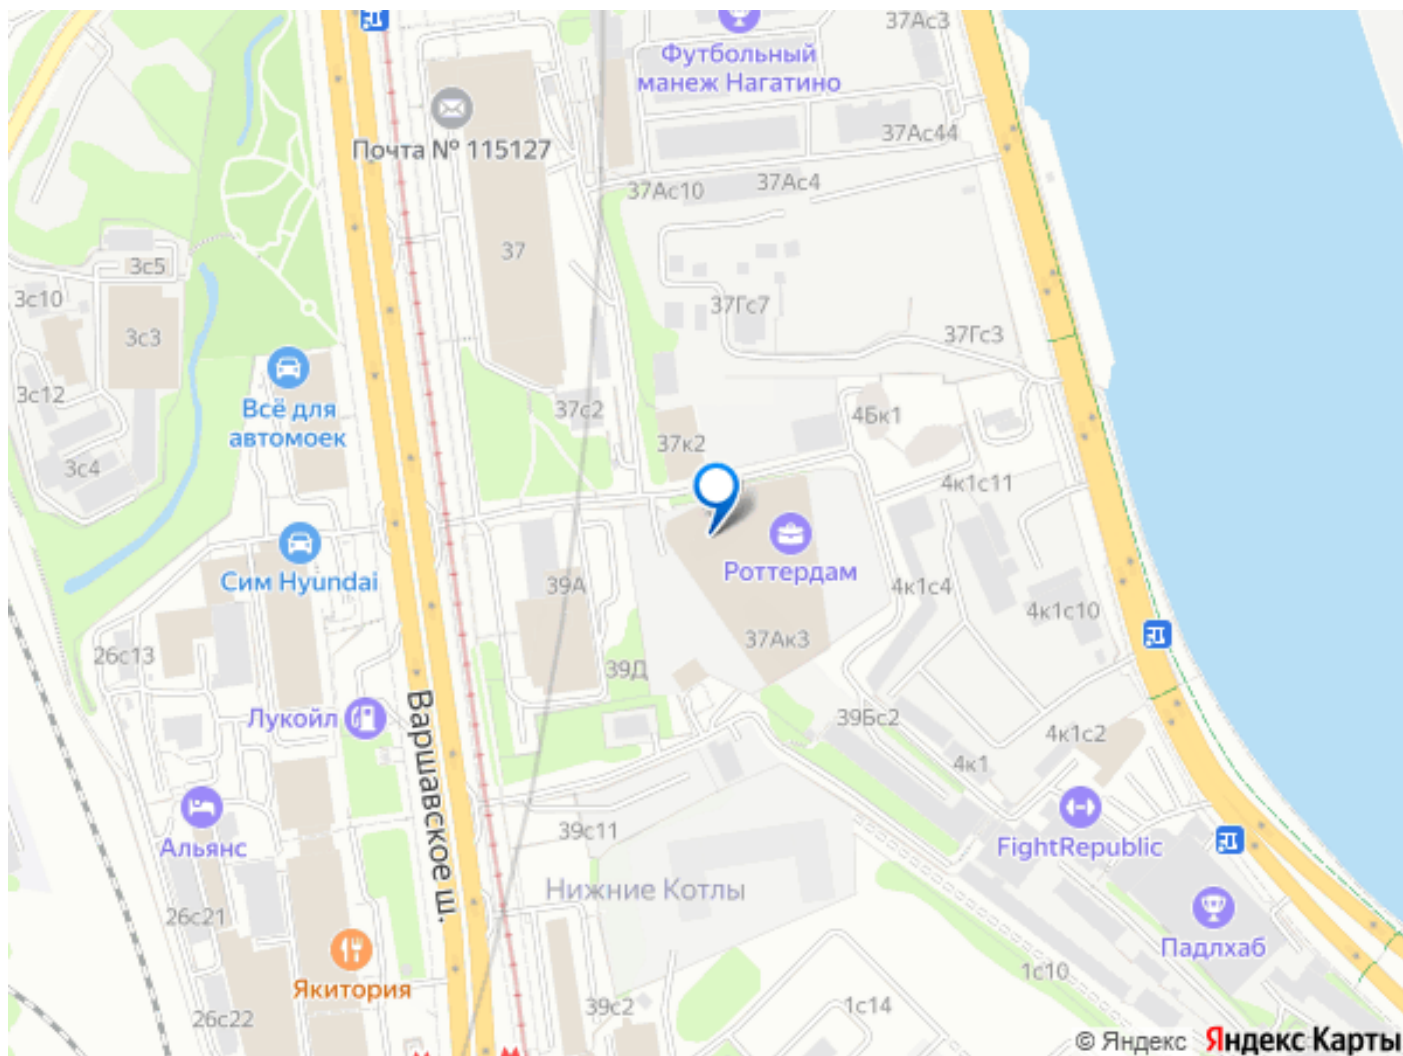 37Ас3
Футбольный
манеж Нагатино
37Ас44
Почта № 115127
37Ас10
37Ас4
37
3с5
3с10
3с3
37Гс7
37Гс3
3с12
Всё для
автомоек
37с2
4Бк1
37к2
3с4
4к1с11
Роттердам
Сим Hyundai
39А
4к1с4
4к1с10
37Ак3
26с13
39Д
Лукойл
Варшавское ш.
39Бс2
4к1с2
4к1
39с11
Альянс
FightRepublic
Нижние Котлы
26с21
Падлхаб
1с10
Якитория
39с2
1с14
26с22
© Яндекс Яндекс Карты